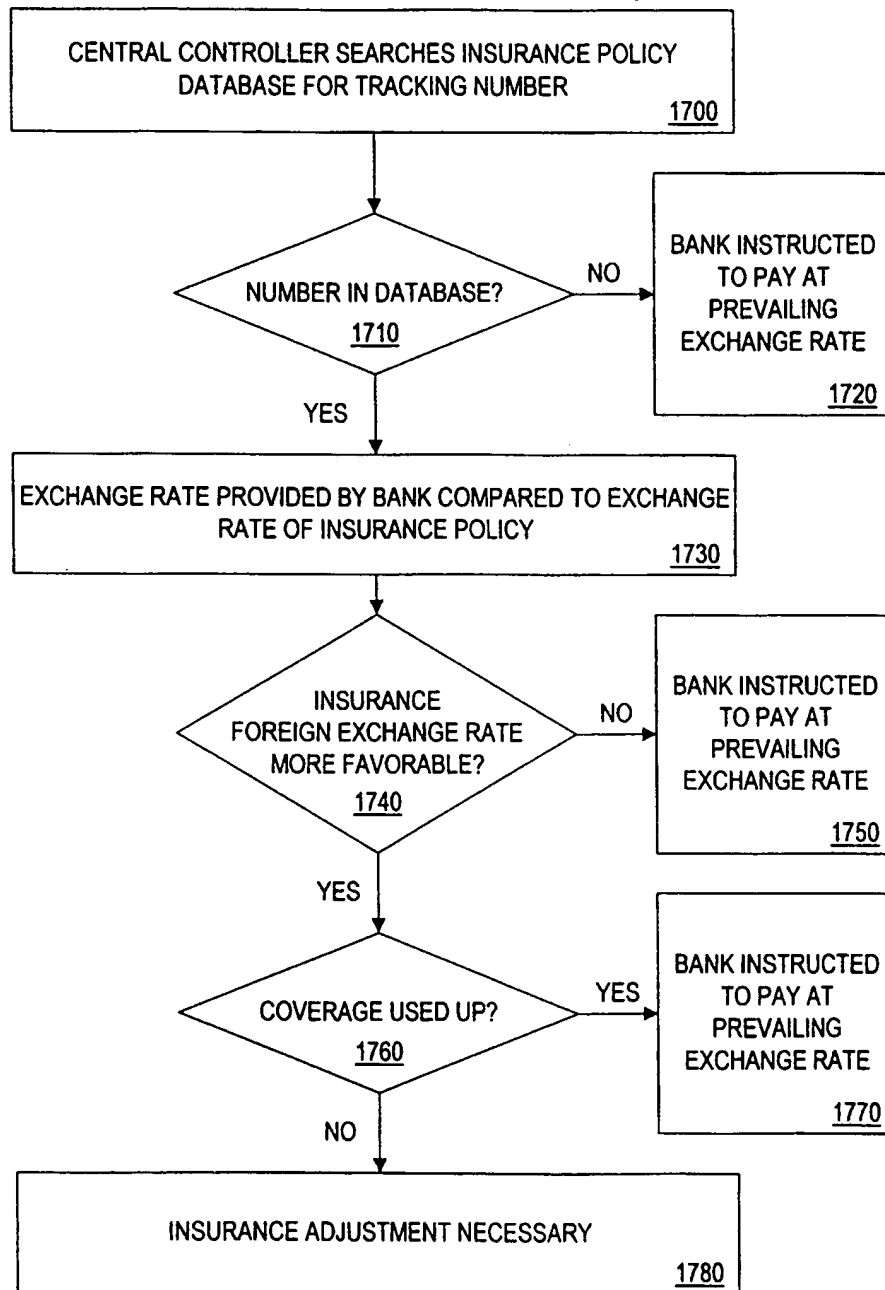 CENTRAL CONTROLLER SEARCHES INSURANCE POLICY
DATABASE FOR TRACKING NUMBER
1700
NUMBER IN DATABASE?
1710
NO
BANK INSTRUCTED
TO PAY AT
PREVAILING
EXCHANGE RATE
1720
YES
EXCHANGE RATE PROVIDED BY BANK COMPARED TO EXCHANGE
RATE OF INSURANCE POLICY
1730
INSURANCE
FOREIGN EXCHANGE RATE
MORE FAVORABLE?
1740
NO
BANK INSTRUCTED
TO PAY AT
PREVAILING
EXCHANGE RATE
1750
YES
COVERAGE USED UP?
1760
YES
BANK INSTRUCTED
TO PAY AT
PREVAILING
EXCHANGE RATE
1770
NO
INSURANCE ADJUSTMENT NECESSARY
1780